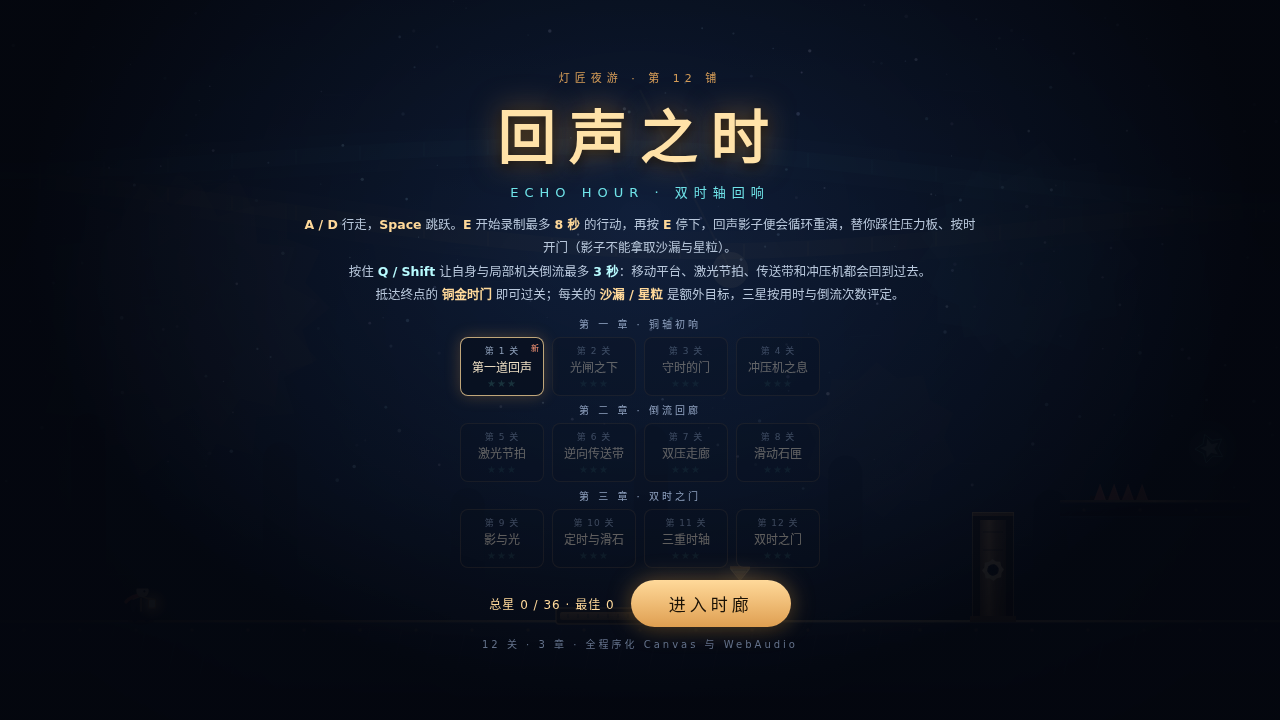 灯匠夜游 · 第 12 铺
回声之时
ECHO HOUR · 双时轴回响
A / D 行走，Space 跳跃。E 开始录制最多 8 秒 的行动，再按 E 停下，回声影子便会循环重演，替你踩住压力板、按时
开门（影子不能拿取沙漏与星粒）。
按住 Q / Shift 让自身与局部机关倒流最多 3 秒：移动平台、激光节拍、传送带和冲压机都会回到过去。
抵达终点的 铜金时门 即可过关；每关的 沙漏 / 星粒 是额外目标，三星按用时与倒流次数评定。
第 一 章 · 铜轴初响
第 1 关 新
第一道回声
★★★
第 2 关
光闸之下
★★★
第 3 关
守时的门
★★★
第 4 关
冲压机之息
★★★
第 二 章 · 倒流回廊
第 5 关
激光节拍
★★★
第 6 关
逆向传送带
★★★
第 7 关
双压走廊
★★★
第 8 关
滑动石匣
★★★
第 三 章 · 双时之门
第 9 关
影与光
★★★
第 10 关
定时与滑石
★★★
第 11 关
三重时轴
★★★
第 12 关
双时之门
★★★
总星 0 / 36 · 最佳 0
进入时廊
12 关 · 3 章 · 全程序化 Canvas 与 WebAudio